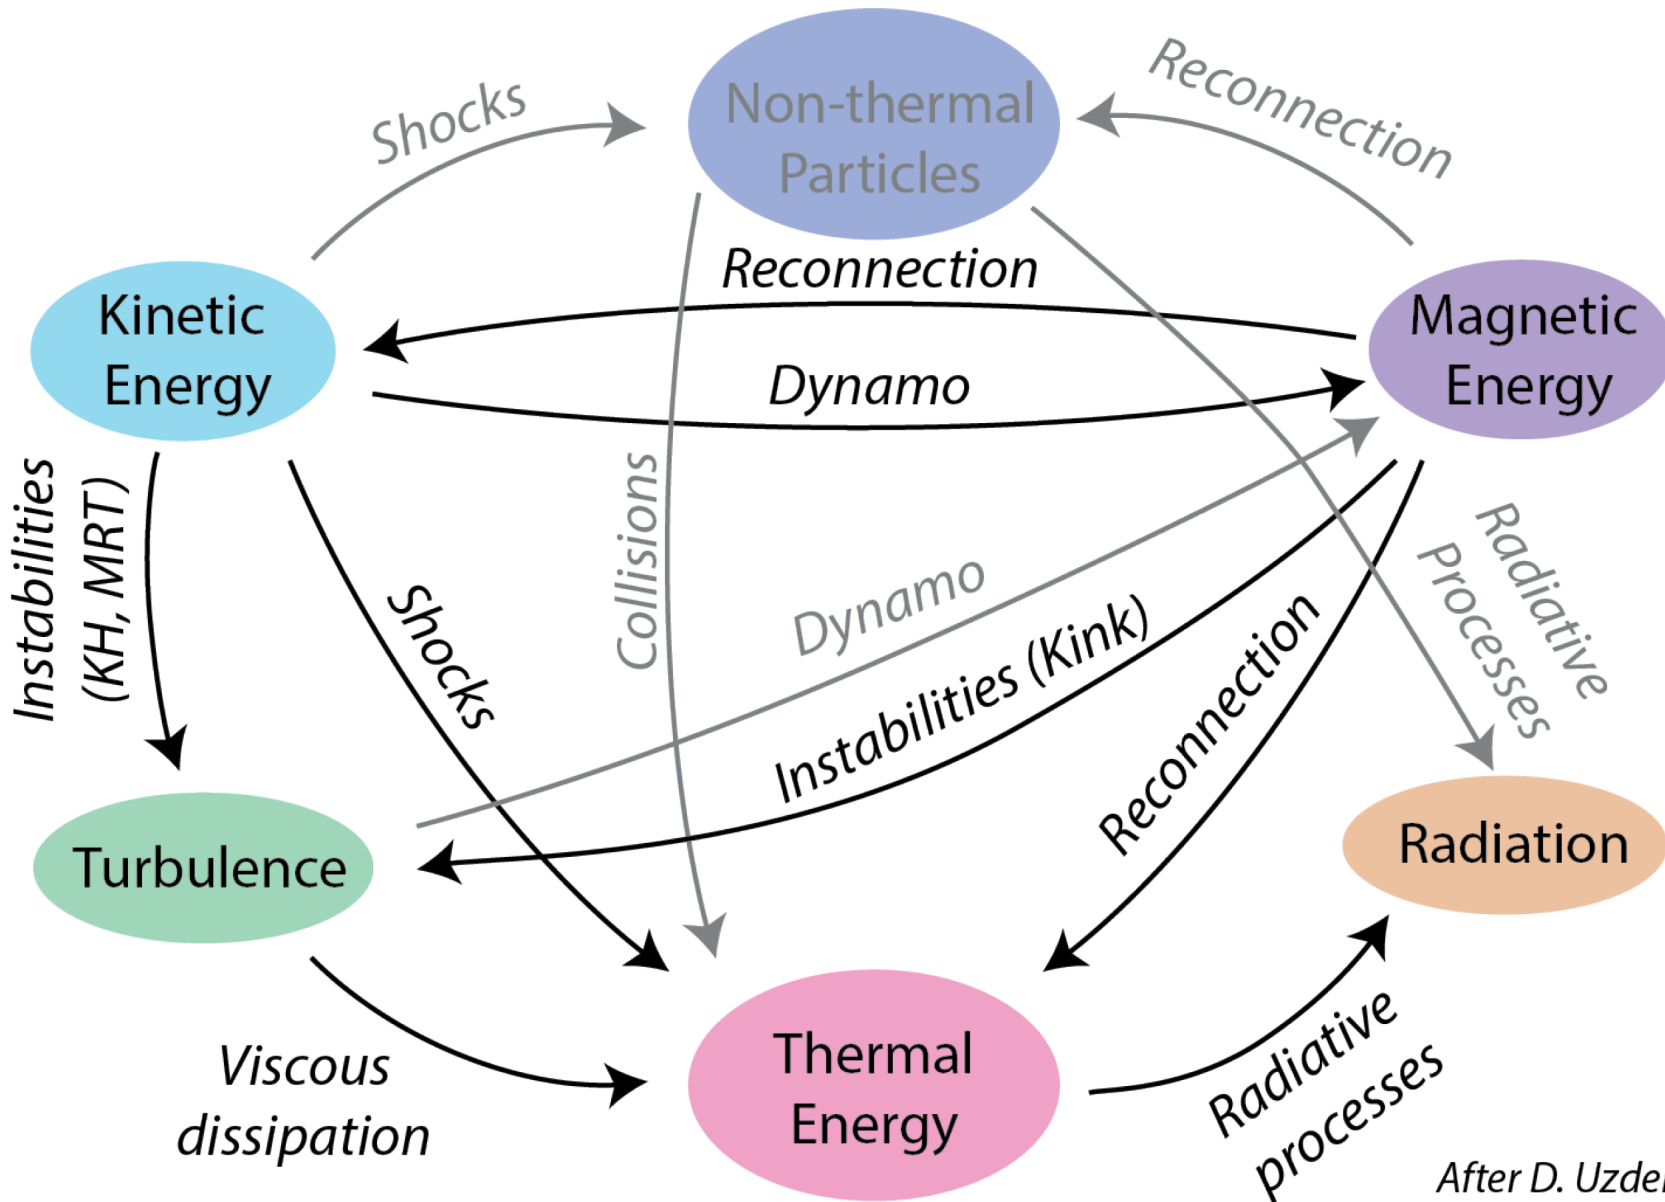 Non-thermal
Particles
Shocks
Reconnection
Kinetic
Energy
Reconnection
Magnetic
Energy
Dynamo
Instabilities
(KH, MRT)
Shocks
Collisions
Dynamo
Instabilities (Kink)
Reconnection
Radiative
Processes
Turbulence
Radiation
Viscous
dissipation
Thermal
Energy
Radiative
processes
After D.